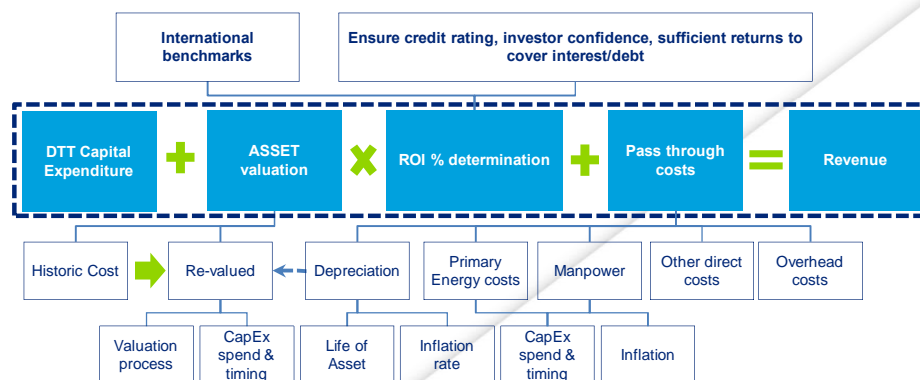 International
benchmarks
Ensure credit rating, investor confidence, sufficient returns to
cover interest/debt
DTT Capital
Expenditure
ASSET
valuation
ROI % determination
Pass through
costs
Revenue
Historic Cost
Re-valued
Depreciation
Primary
Energy costs
Manpower
Other direct
costs
Overhead
costs
Valuation
process
CapEx
spend &
timing
Life of
Asset
Inflation
rate
CapEx
spend &
timing
Inflation